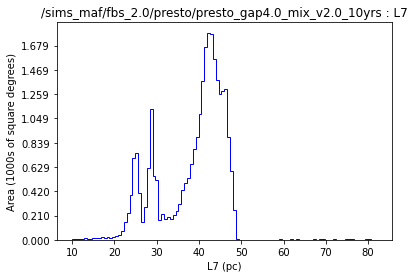 /sims_maf/fbs_2.0/presto/presto_gap4.0_mix_v2.0_10yrs : L7
Area (1000s of square degrees)
1.679
1.469
1.259
1.049
0.839
0.629
0.420
0.210
0.000
10 20 30 40 50 60 70 80
L7 (pc)